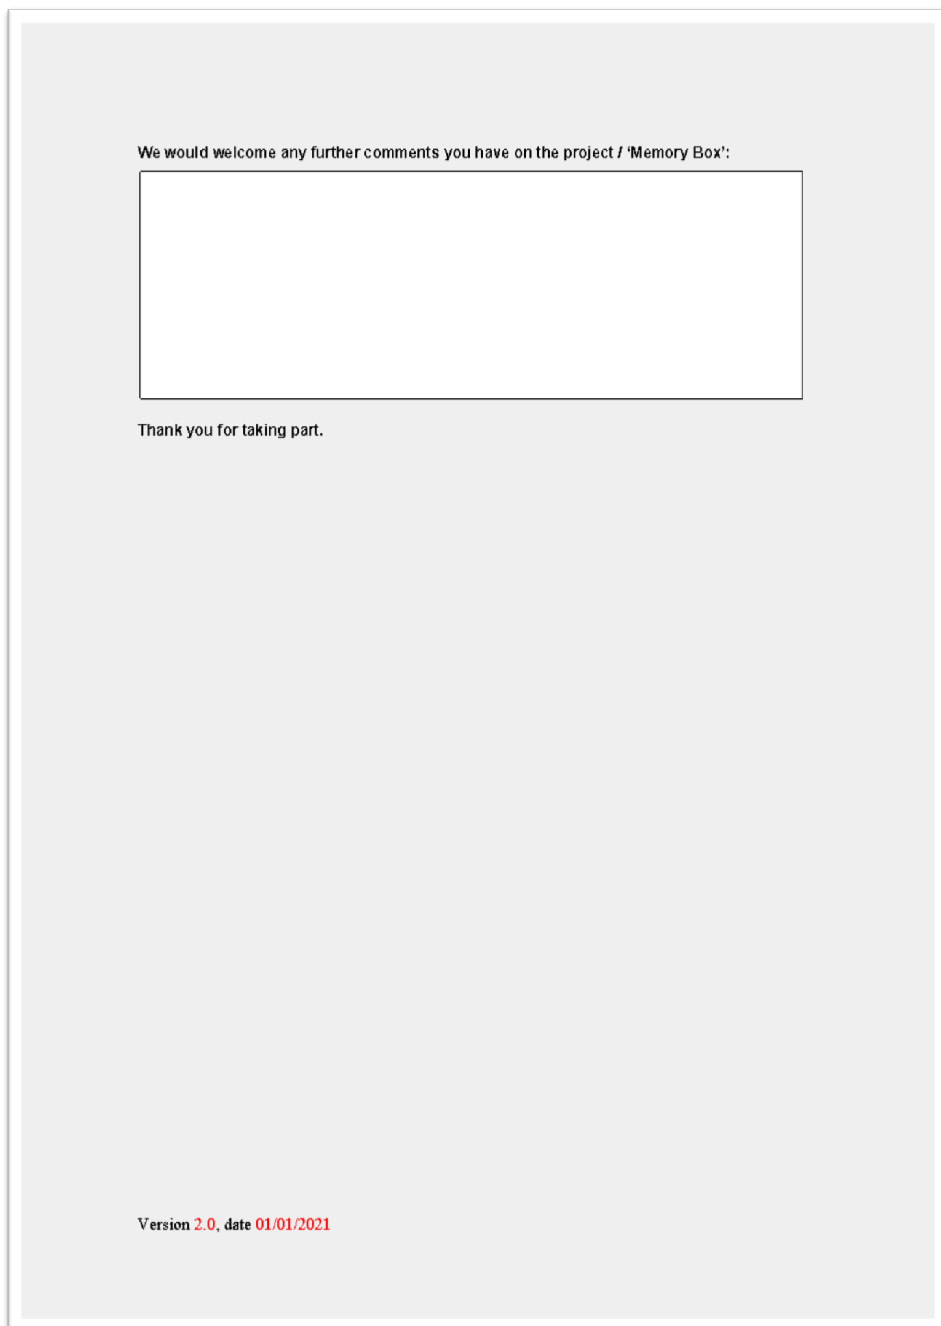 We would welcome any further comments you have on the project / ‘Memory Box’:
Thank you for taking part.
Version 2.0, date 01/01/2021